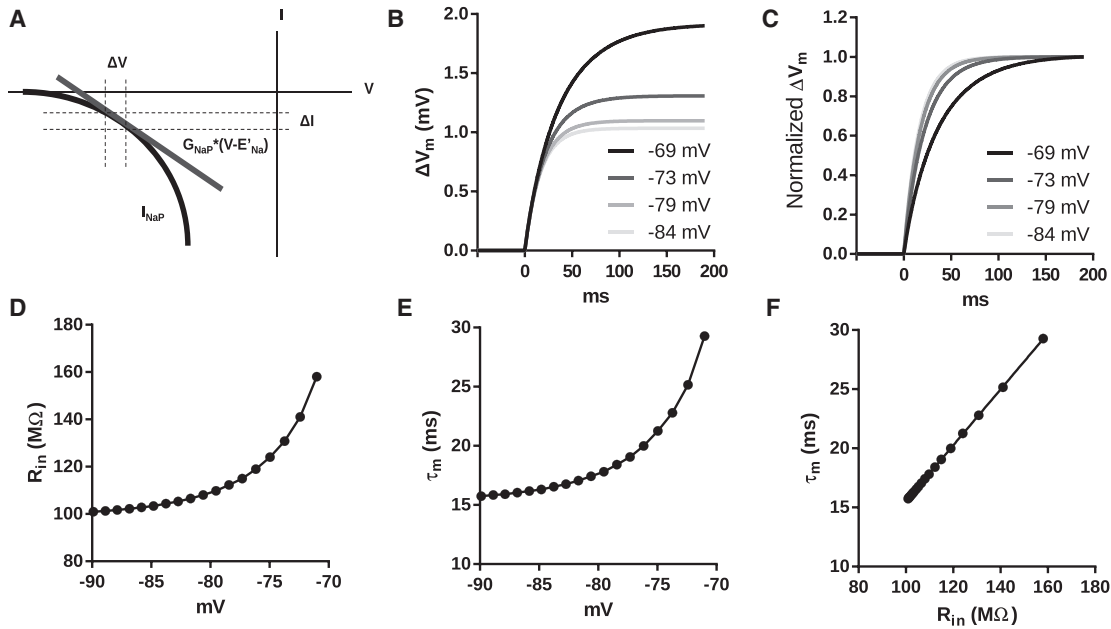 A
I
V
ΔV
ΔI
G_NaP*(V-E'_Na)
I_NaP
B
2.0
1.5
1.0
0.5
0.0
ΔV_m (mV)
-69 mV
-73 mV
-79 mV
-84 mV
0 50 100 150 200
ms
C
1.2
1.0
0.8
0.6
0.4
0.2
0.0
Normalized ΔV_m
-69 mV
-73 mV
-79 mV
-84 mV
0 50 100 150 200
ms
D
180
160
140
120
100
80
R_in (MΩ)
-90 -85 -80 -75 -70
mV
E
30
25
20
15
10
τ_m (ms)
-90 -85 -80 -75 -70
mV
F
30
25
20
15
10
τ_m (ms)
80 100 120 140 160 180
R_in (MΩ)